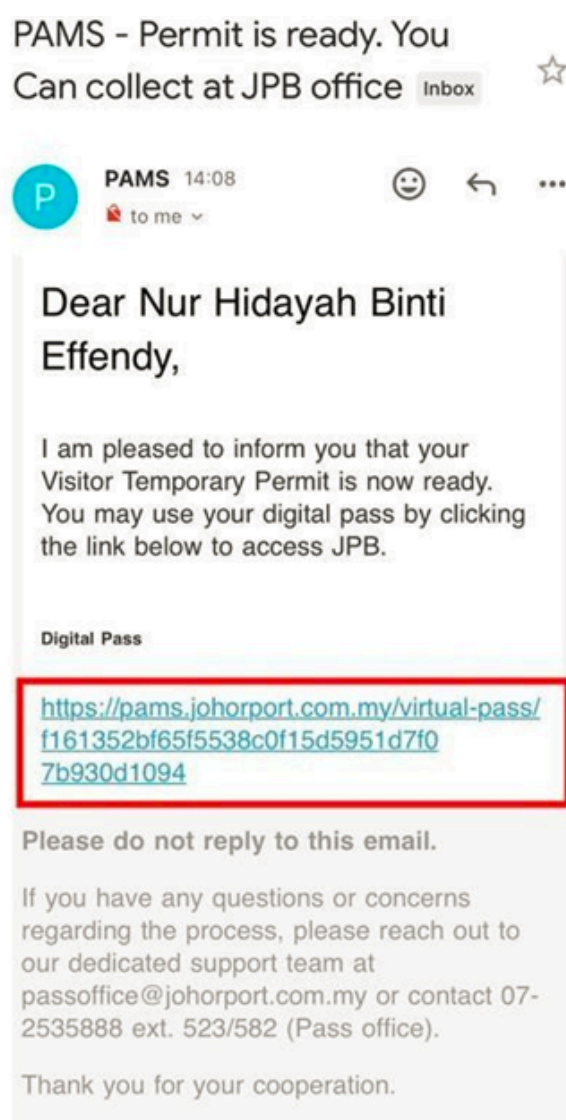 PAMS - Permit is ready. You
Can collect at JPB office Inbox
P
PAMS 14:08
to me
Dear Nur Hidayah Binti
Effendy,
I am pleased to inform you that your
Visitor Temporary Permit is now ready.
You may use your digital pass by clicking
the link below to access JPB.
Digital Pass
https://pams.johorport.com.my/virtual-pass/
f161352bf65f5538c0f15d5951d7f0
7b930d1094
Please do not reply to this email.
If you have any questions or concerns
regarding the process, please reach out to
our dedicated support team at
passoffice@johorport.com.my or contact 07-
2535888 ext. 523/582 (Pass office).
Thank you for your cooperation.